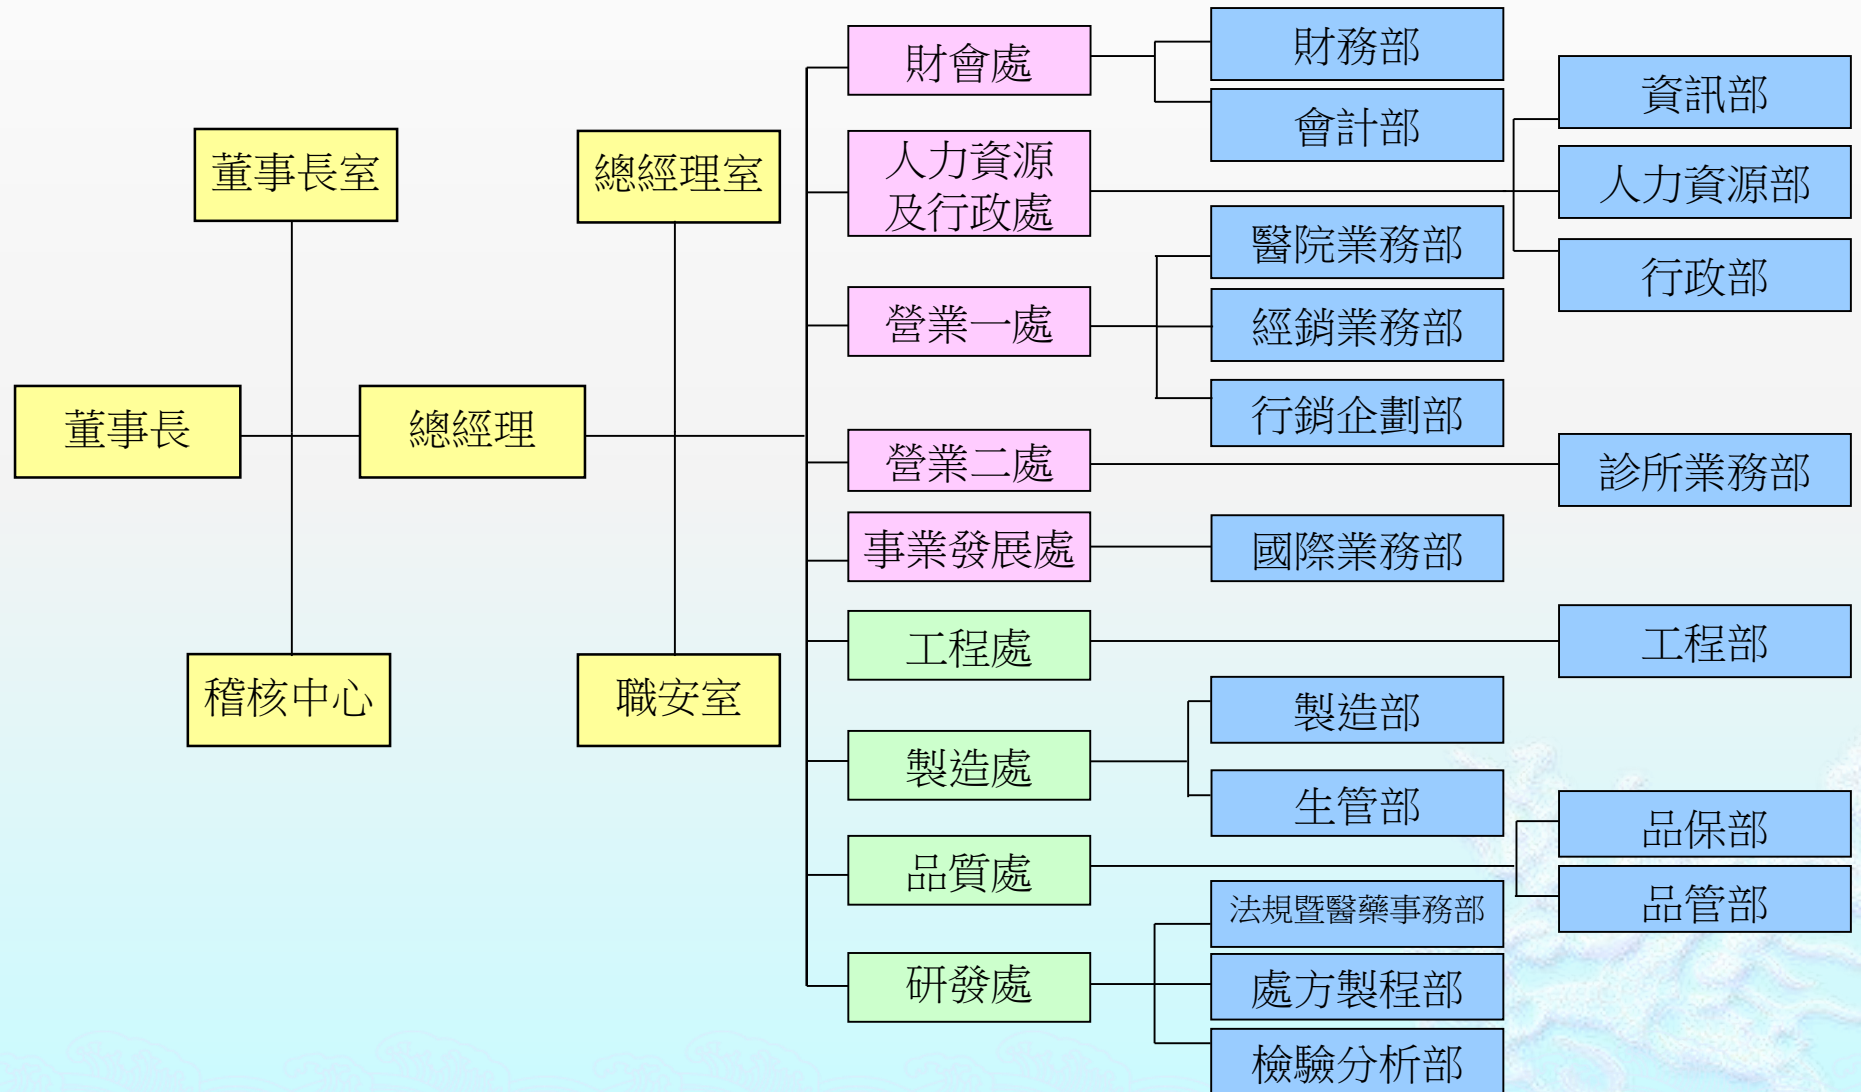 董事長
董事長室
稽核中心
總經理
總經理室
職安室
財會處
財務部
會計部
人力資源
及行政處
資訊部
人力資源部
行政部
營業一處
醫院業務部
經銷業務部
行銷企劃部
營業二處
診所業務部
事業發展處
國際業務部
工程處
工程部
製造處
製造部
生管部
品質處
品保部
品管部
研發處
法規暨醫藥事務部
處方製程部
檢驗分析部